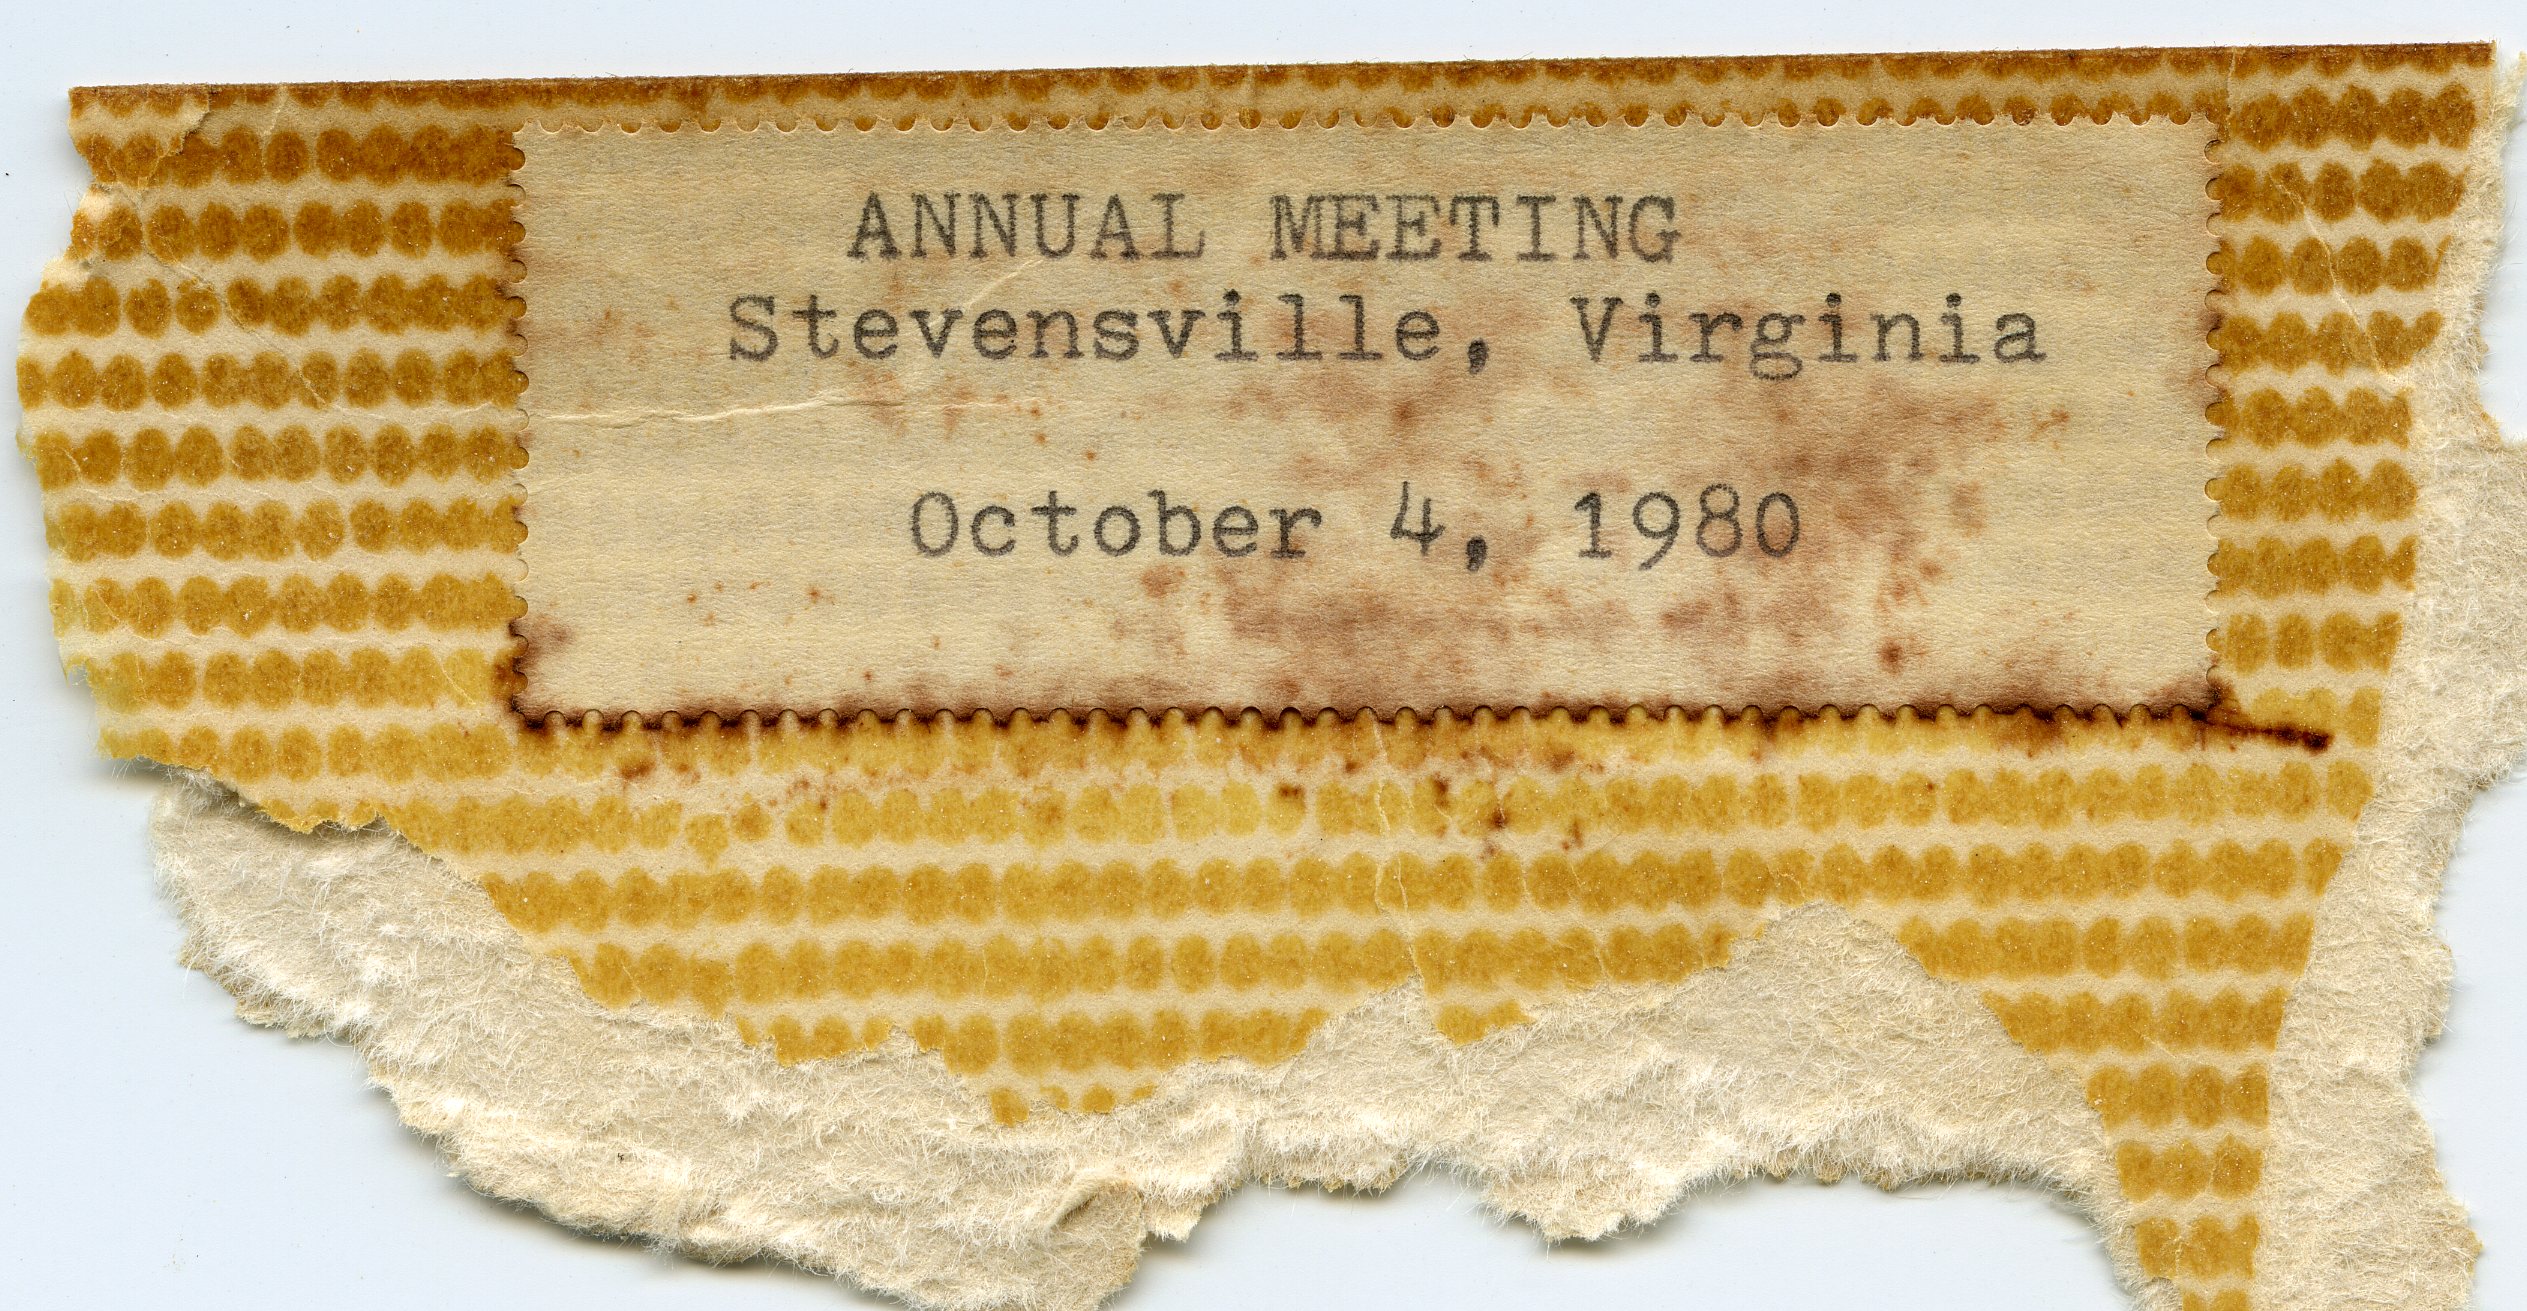 ANNUAL MEETING
Stevensville, Virginia
October 4, 1980